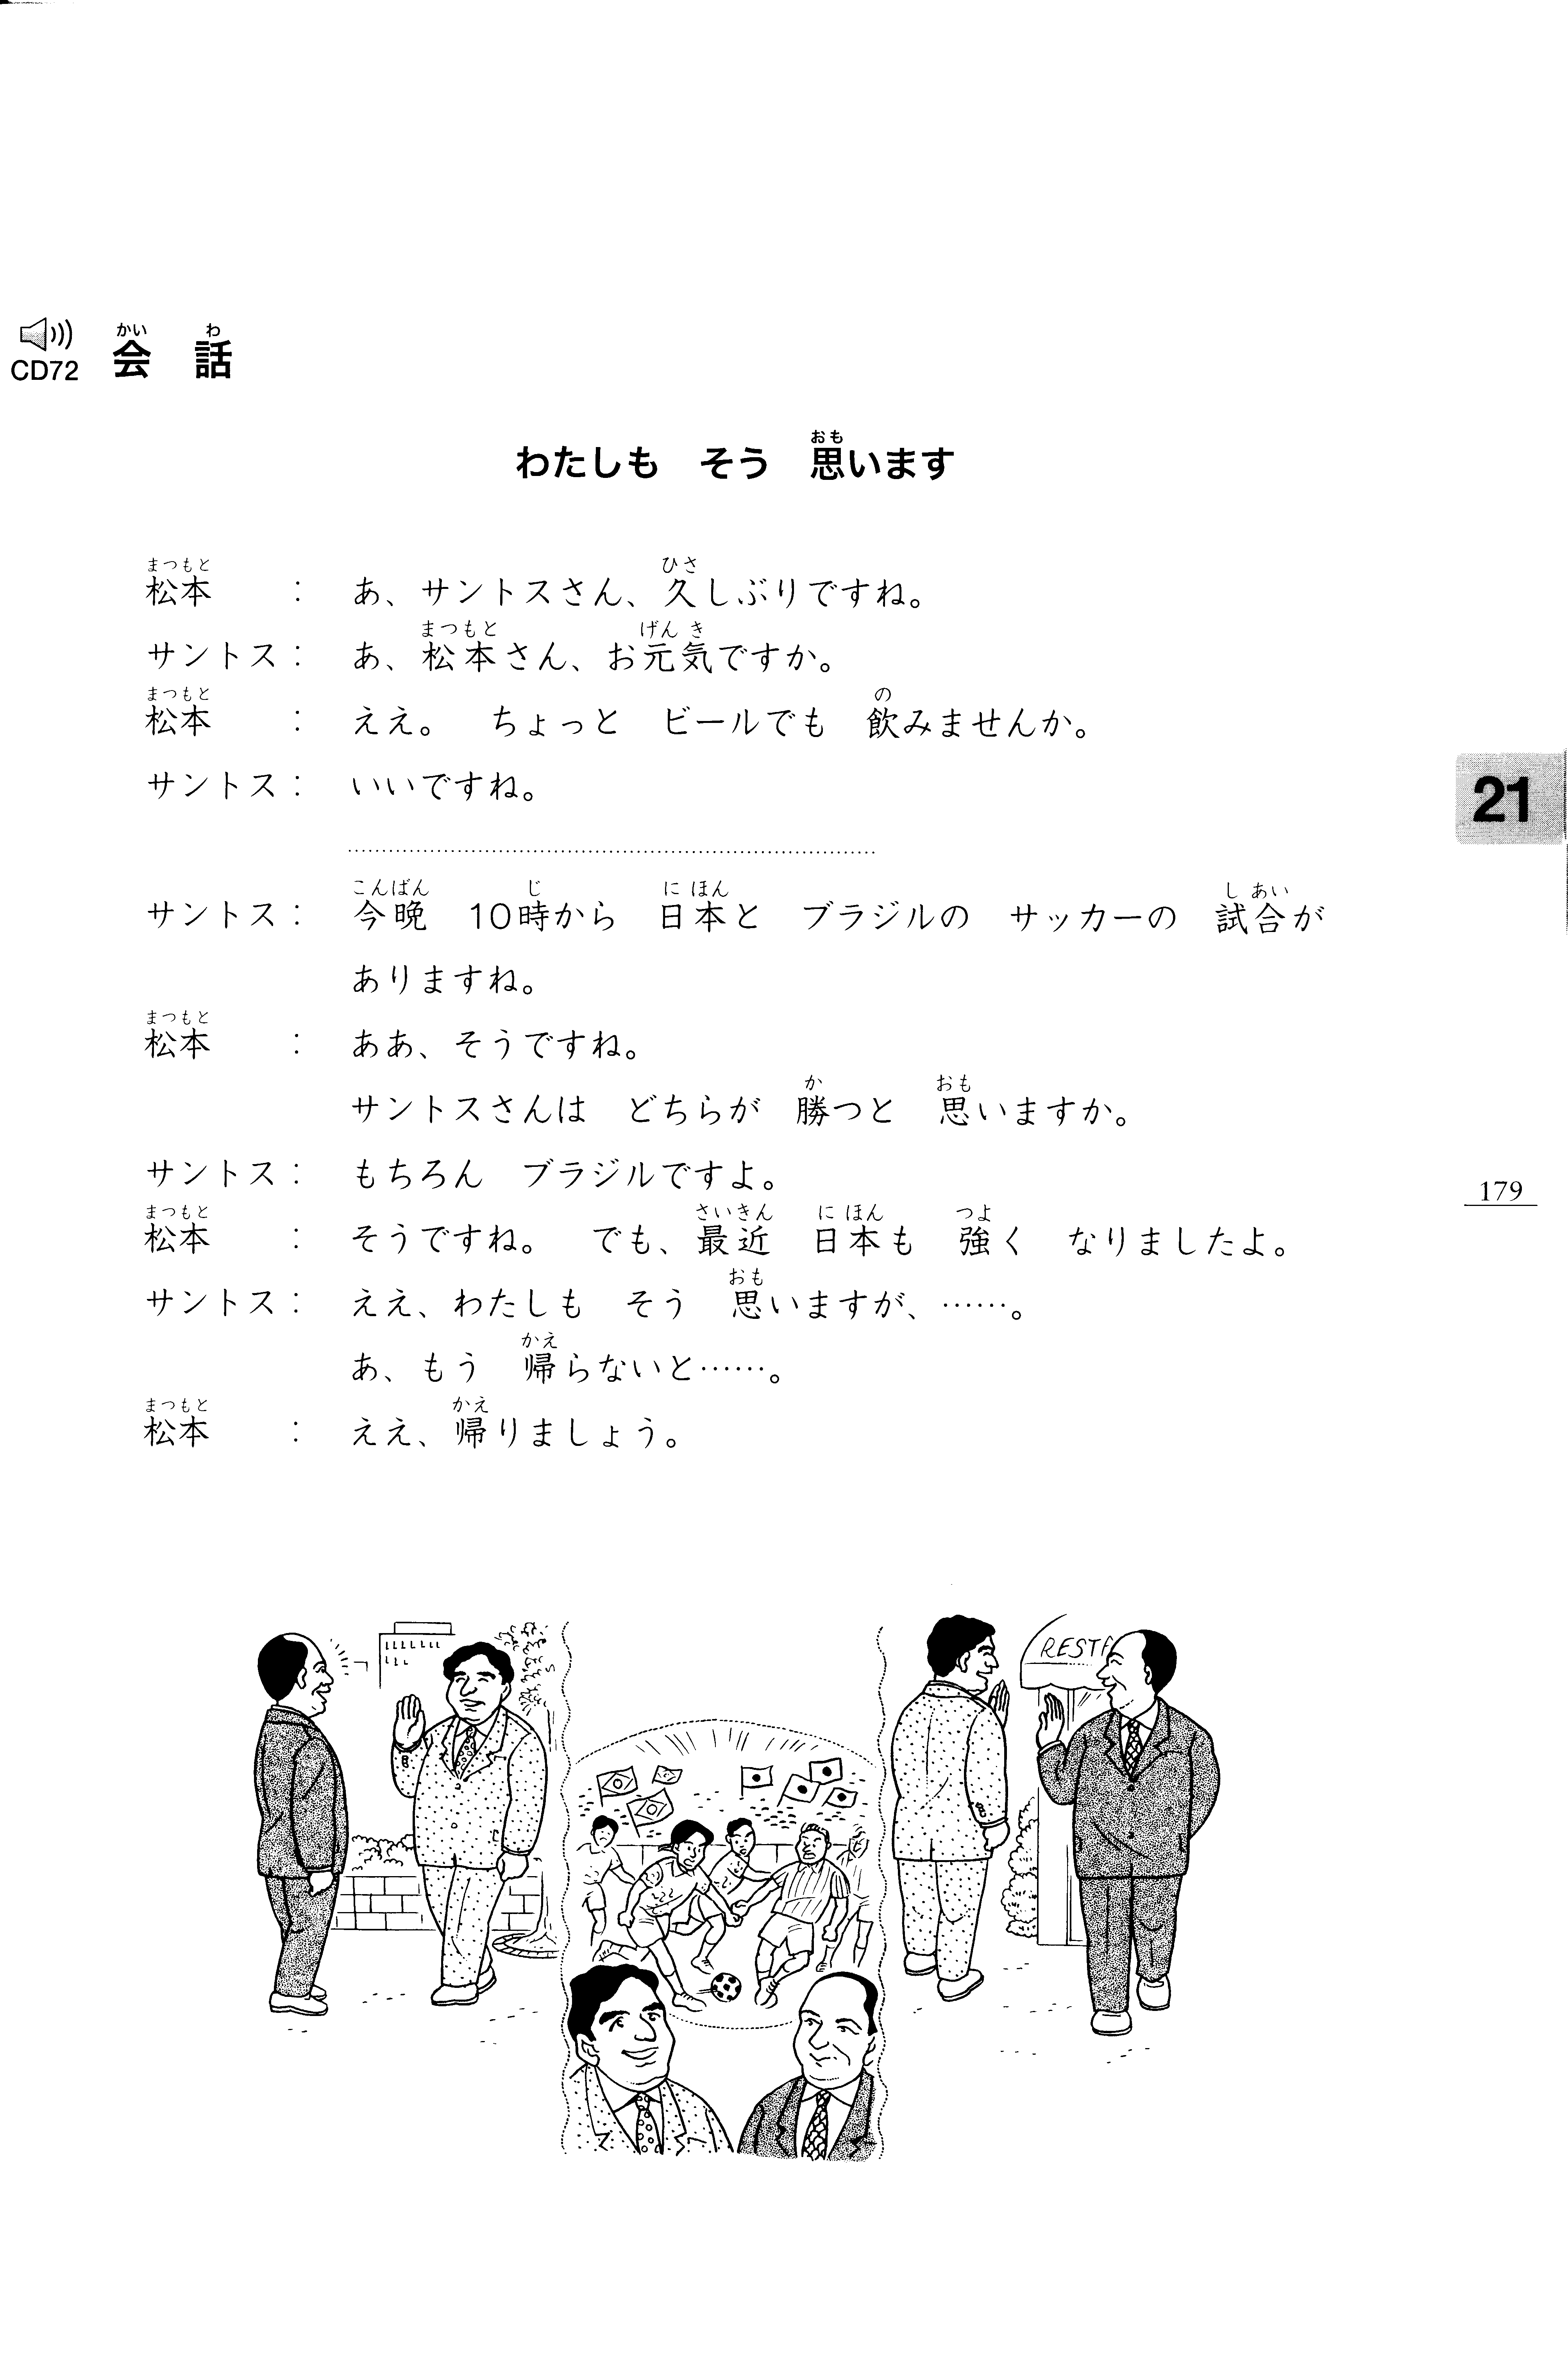 CD72
会 話
かい わ
わたしも そう 思います
おも
松本 : あ、サントスさん、久しぶりですね。
まつもと ひさ
サントス: あ、松本さん、お元気ですか。
まつもと げんき
松本 : ええ。 ちょっと ビールでも 飲みませんか。
まつもと の
サントス: いいですね。
サントス: 今晩 10時から 日本と ブラジルの サッカーの 試合が
こんばん じ にほん しあい
ありますね。
松本 : ああ、そうですね。
まつもと
サントスさんは どちらが 勝つと 思いますか。
か おも
サントス: もちろん ブラジルですよ。
松本 : そうですね。 でも、最近 日本も 強く なりましたよ。
まつもと さいきん にほん つよ
サントス: ええ、わたしも そう 思いますが、……。
おも
あ、もう 帰らないと……。
かえ
松本 : ええ、帰りましょう。
まつもと かえ
21
179
RESTA